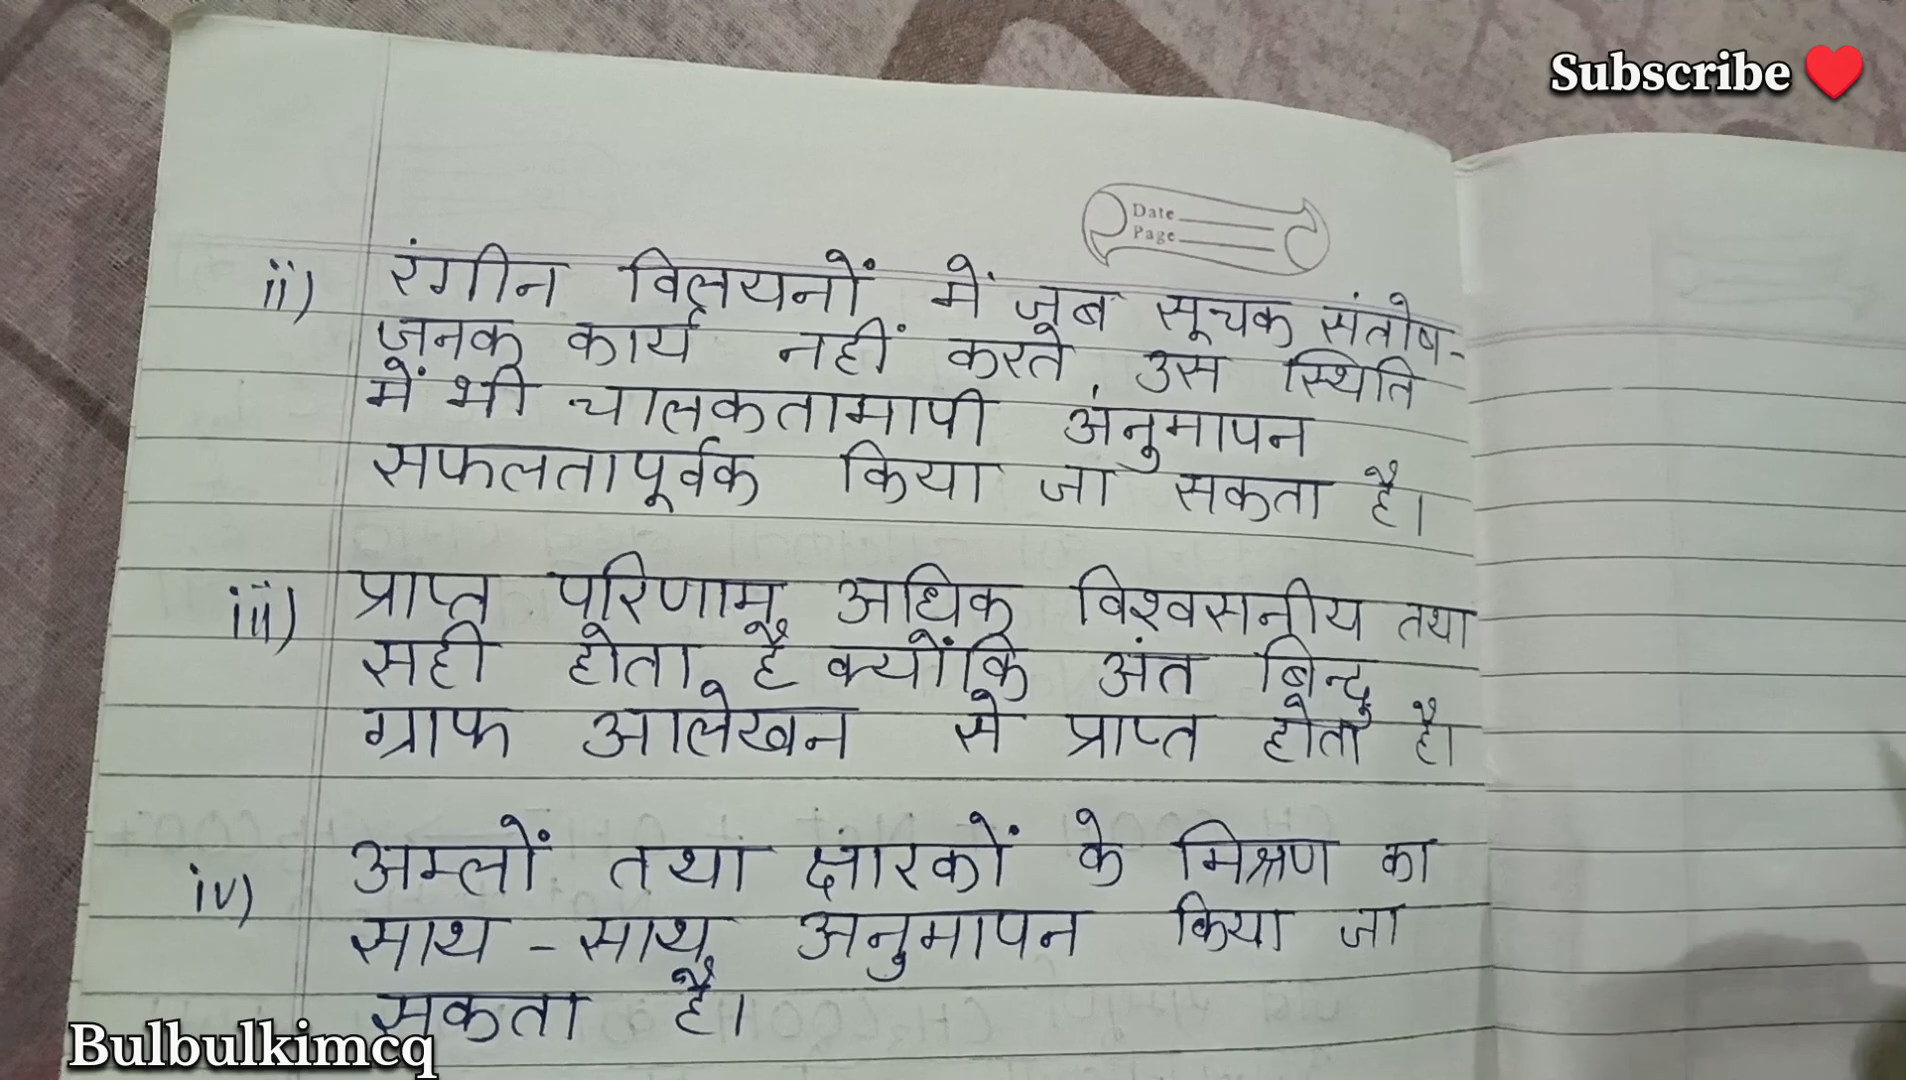 Subscribe
Date
Page
ii) रंगीन विलयनों में जब सूचक संतोष-
जनक कार्य नहीं करते, उस स्थिति
में भी चालकतामापी अंनुमापन
सफलतापूर्वक किया जा सकता है।
iii) प्राप्त परिणाम अधिक विश्वसनीय तथा
सही होता है क्योंकि अंत बिन्दु
ग्राफ आलेखन से प्राप्त होता है।
iv) अम्लों तथा क्षारकों के मिश्रण का
साथ - साथ अनुमापन किया जा
सकता है।
Bulbulkimcq